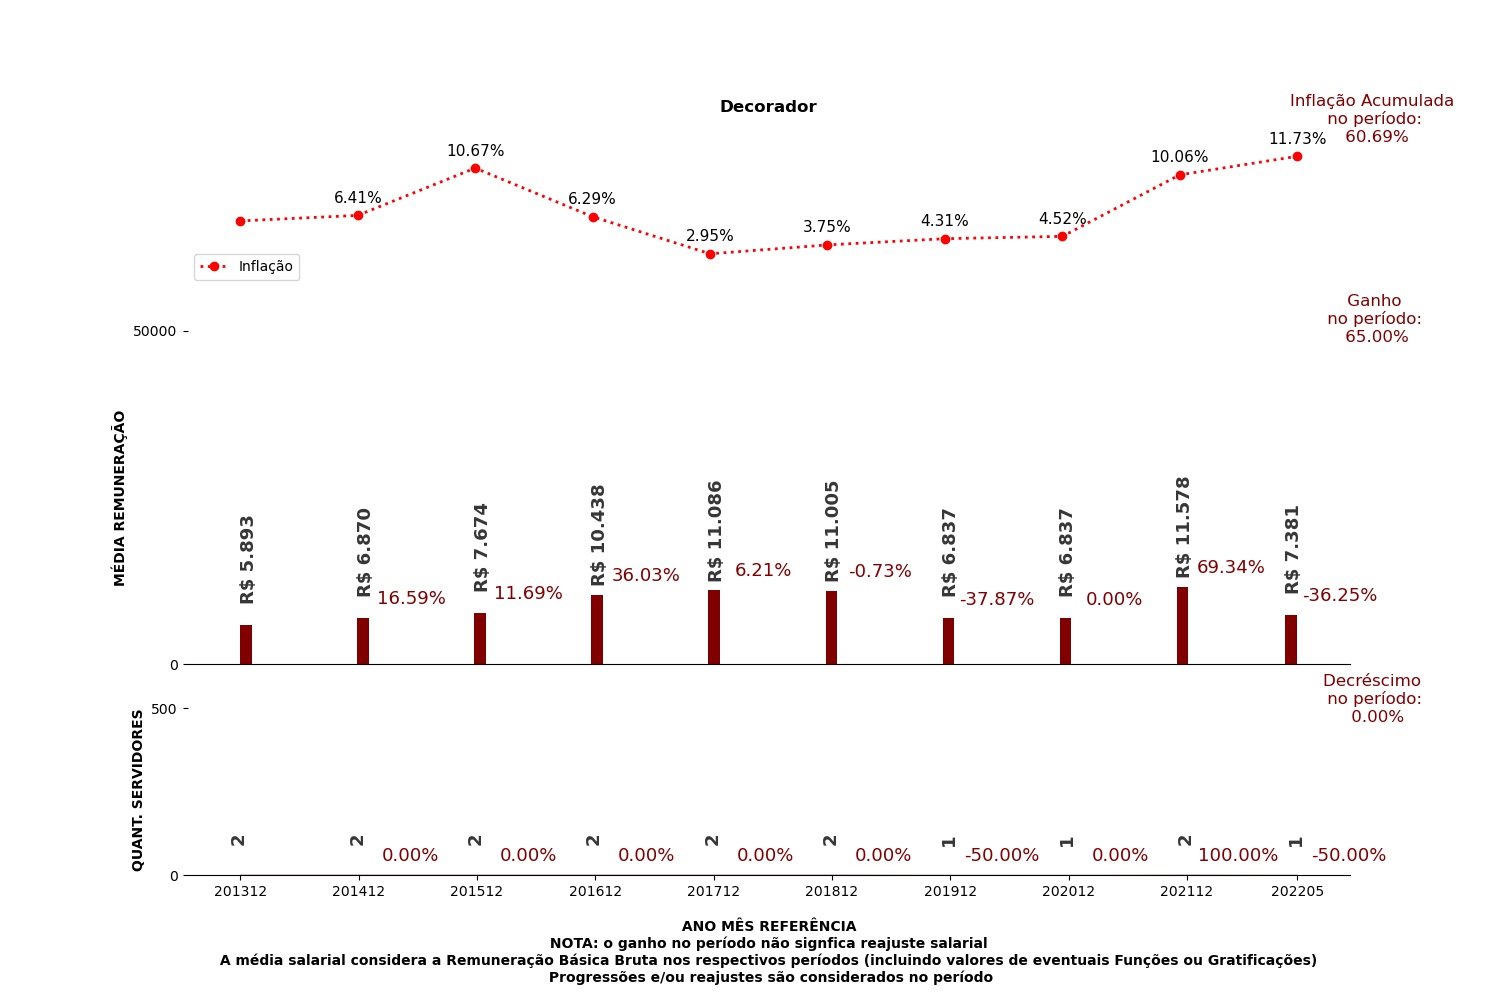 Decorador
Inflação Acumulada
no período:
60.69%
6.41%
10.67%
6.29%
2.95%
3.75%
4.31%
4.52%
10.06%
11.73%
Inflação
Ganho
no período:
65.00%
50000
0
MÉDIA REMUNERAÇÃO
R$ 5.893
R$ 6.870
R$ 7.674
R$ 10.438
R$ 11.086
R$ 11.005
R$ 6.837
R$ 6.837
R$ 11.578
R$ 7.381
16.59%
11.69%
36.03%
6.21%
-0.73%
-37.87%
0.00%
69.34%
-36.25%
Decréscimo
no período:
0.00%
500
0
QUANT. SERVIDORES
2
2
2
2
2
2
1
1
2
1
0.00%
0.00%
0.00%
0.00%
0.00%
-50.00%
0.00%
100.00%
-50.00%
201312
201412
201512
201612
201712
201812
201912
202012
202112
202205
ANO MÊS REFERÊNCIA
NOTA: o ganho no período não signfica reajuste salarial
A média salarial considera a Remuneração Básica Bruta nos respectivos períodos (incluindo valores de eventuais Funções ou Gratificações)
Progressões e/ou reajustes são considerados no período